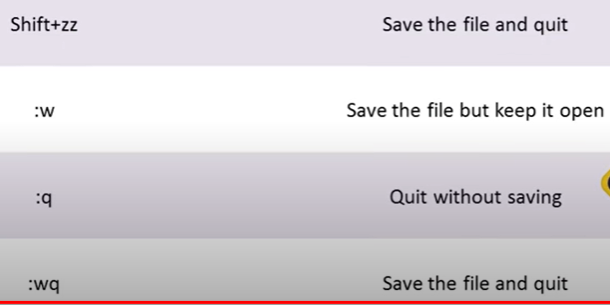 Shift+zz Save the file and quit
:w Save the file but keep it open
:q Quit without saving
:wq Save the file and quit